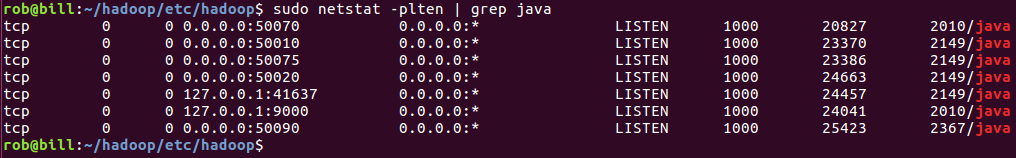 rob@bill:~/hadoop/etc/hadoop$ sudo netstat -plten | grep java
tcp 0 0 0.0.0.0:50070 0.0.0.0:* LISTEN 1000 20827 2010/java
tcp 0 0 0.0.0.0:50010 0.0.0.0:* LISTEN 1000 23370 2149/java
tcp 0 0 0.0.0.0:50075 0.0.0.0:* LISTEN 1000 23386 2149/java
tcp 0 0 0.0.0.0:50020 0.0.0.0:* LISTEN 1000 24663 2149/java
tcp 0 0 127.0.0.1:41637 0.0.0.0:* LISTEN 1000 24457 2149/java
tcp 0 0 127.0.0.1:9000 0.0.0.0:* LISTEN 1000 24041 2010/java
tcp 0 0 0.0.0.0:50090 0.0.0.0:* LISTEN 1000 25423 2367/java
rob@bill:~/hadoop/etc/hadoop$